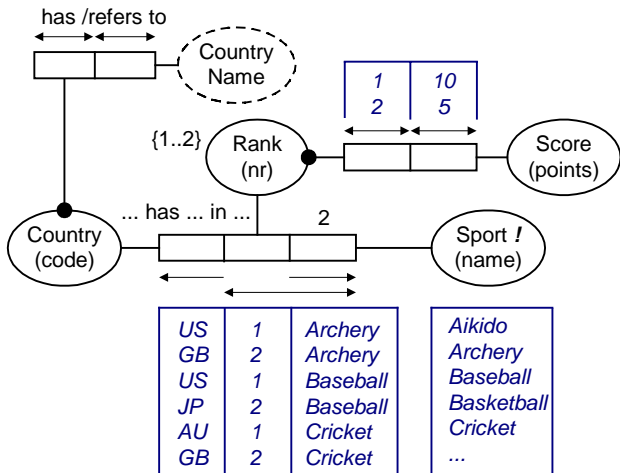 has /refers to
Country
Name
1 10
2 5
{1..2}
Rank
(nr)
Score
(points)
... has ... in ...
2
Country
(code)
Sport !
(name)
US 1 Archery
GB 2 Archery
US 1 Baseball
JP 2 Baseball
AU 1 Cricket
GB 2 Cricket
Aikido
Archery
Baseball
Basketball
Cricket
...